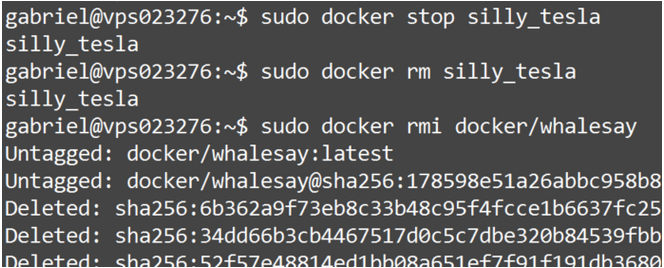 gabriel@vps023276:~$ sudo docker stop silly_tesla
silly_tesla
gabriel@vps023276:~$ sudo docker rm silly_tesla
silly_tesla
gabriel@vps023276:~$ sudo docker rmi docker/whalesay
Untagged: docker/whalesay:latest
Untagged: docker/whalesay@sha256:178598e51a26abbc958b8
Deleted: sha256:6b362a9f73eb8c33b48c95f4fcce1b6637fc25
Deleted: sha256:34dd66b3cb4467517d0c5c7dbe320b84539fbb
Deleted: sha256:52f57e48814ed1bb08a651ef7f91f191db3680